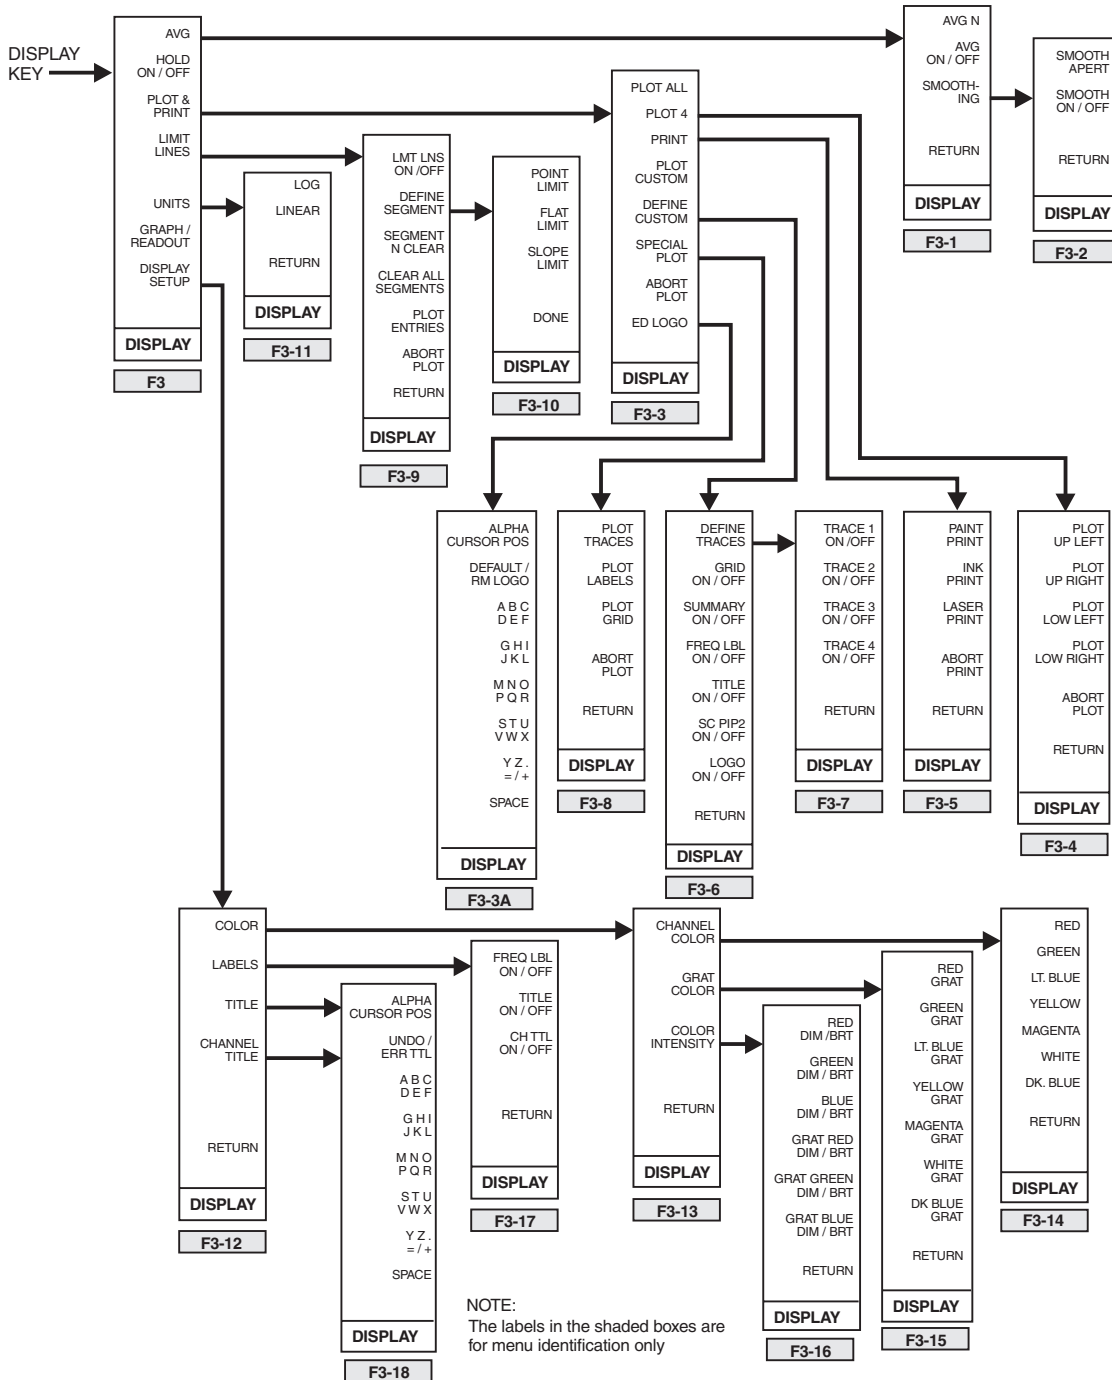 DISPLAY
KEY
AVG
HOLD
ON / OFF
PLOT &
PRINT
LIMIT
LINES
UNITS
GRAPH /
READOUT
DISPLAY
SETUP
DISPLAY
F3
LOG
LINEAR
RETURN
DISPLAY
F3-11
LMT LNS
ON /OFF
DEFINE
SEGMENT
SEGMENT
N CLEAR
CLEAR ALL
SEGMENTS
PLOT
ENTRIES
ABORT
PLOT
RETURN
DISPLAY
F3-9
POINT
LIMIT
FLAT
LIMIT
SLOPE
LIMIT
DONE
DISPLAY
F3-10
PLOT ALL
PLOT 4
PRINT
PLOT
CUSTOM
DEFINE
CUSTOM
SPECIAL
PLOT
ABORT
PLOT
ED LOGO
DISPLAY
F3-3
AVG N
AVG
ON / OFF
SMOOTH-
ING
RETURN
DISPLAY
F3-1
SMOOTH
APERT
SMOOTH
ON / OFF
RETURN
DISPLAY
F3-2
ALPHA
CURSOR POS
DEFAULT /
RM LOGO
A B C
D E F
G H I
J K L
M N O
P Q R
S T U
V W X
Y Z .
= / +
SPACE
DISPLAY
F3-3A
PLOT
TRACES
PLOT
LABELS
PLOT
GRID
ABORT
PLOT
RETURN
DISPLAY
F3-8
DEFINE
TRACES
GRID
ON / OFF
SUMMARY
ON / OFF
FREQ LBL
ON / OFF
TITLE
ON / OFF
SC PIP2
ON / OFF
LOGO
ON / OFF
RETURN
DISPLAY
F3-6
TRACE 1
ON /OFF
TRACE 2
ON / OFF
TRACE 3
ON / OFF
TRACE 4
ON / OFF
RETURN
DISPLAY
F3-7
PAINT
PRINT
INK
PRINT
LASER
PRINT
ABORT
PRINT
RETURN
DISPLAY
F3-5
PLOT
UP LEFT
PLOT
UP RIGHT
PLOT
LOW LEFT
PLOT
LOW RIGHT
ABORT
PLOT
RETURN
DISPLAY
F3-4
COLOR
LABELS
TITLE
CHANNEL
TITLE
RETURN
DISPLAY
F3-12
ALPHA
CURSOR POS
UNDO /
ERR TTL
A B C
D E F
G H I
J K L
M N O
P Q R
S T U
V W X
Y Z .
= / +
SPACE
DISPLAY
F3-18
FREQ LBL
ON / OFF
TITLE
ON / OFF
CH TTL
ON / OFF
RETURN
DISPLAY
F3-17
CHANNEL
COLOR
GRAT
COLOR
COLOR
INTENSITY
RETURN
DISPLAY
F3-13
RED
DIM /BRT
GREEN
DIM / BRT
BLUE
DIM / BRT
GRAT RED
DIM / BRT
GRAT GREEN
DIM / BRT
GRAT BLUE
DIM / BRT
RETURN
DISPLAY
F3-16
RED
GRAT
GREEN
GRAT
LT. BLUE
GRAT
YELLOW
GRAT
MAGENTA
GRAT
WHITE
GRAT
DK BLUE
GRAT
RETURN
DISPLAY
F3-15
RED
GREEN
LT. BLUE
YELLOW
MAGENTA
WHITE
DK. BLUE
RETURN
DISPLAY
F3-14
NOTE:
The labels in the shaded boxes are
for menu identification only